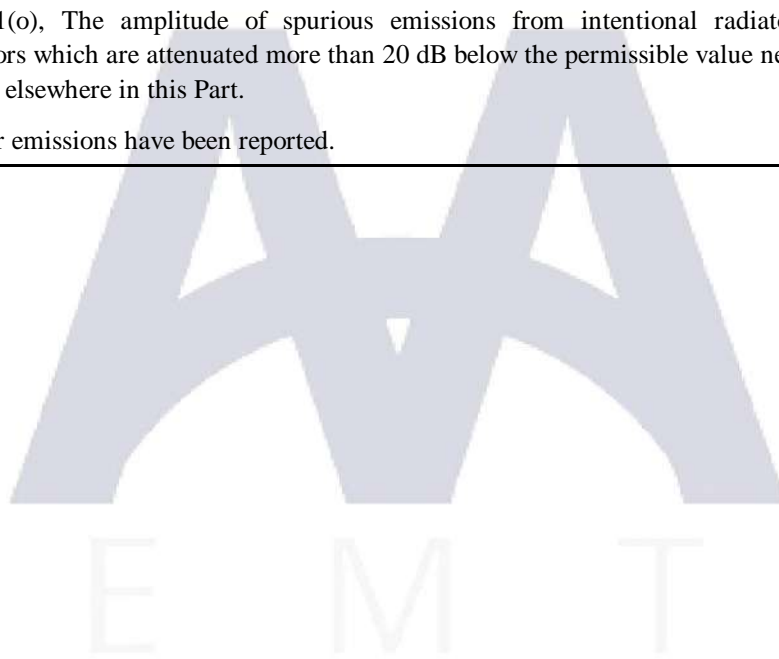 1(o), The amplitude of spurious emissions from intentional radiat
ors which are attenuated more than 20 dB below the permissible value ne
elsewhere in this Part.
r emissions have been reported.
E M T